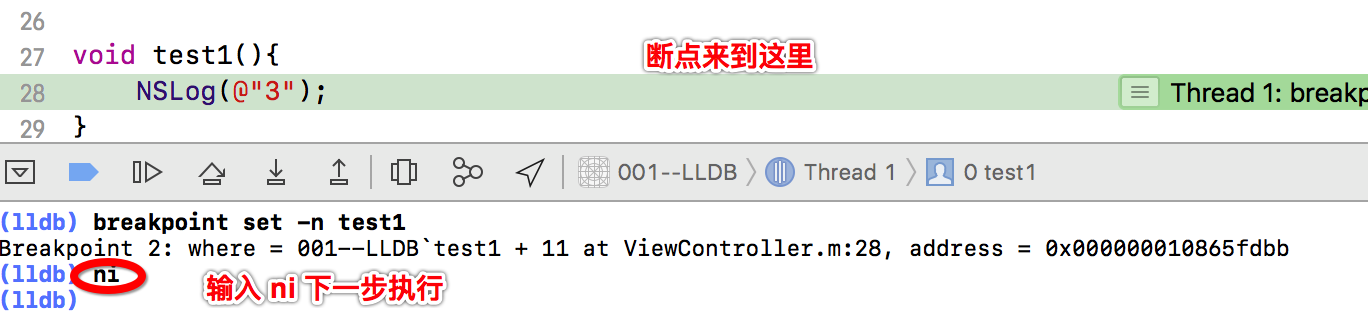 26
27 void test1(){
断点来到这里
28 NSLog(@"3");
Thread 1: breakp
29 }
001--LLDB
Thread 1
0 test1
(lldb) breakpoint set -n test1
Breakpoint 2: where = 001--LLDB`test1 + 11 at ViewController.m:28, address = 0x000000010865fdbb
(lldb) ni
输入 ni 下一步执行
(lldb)